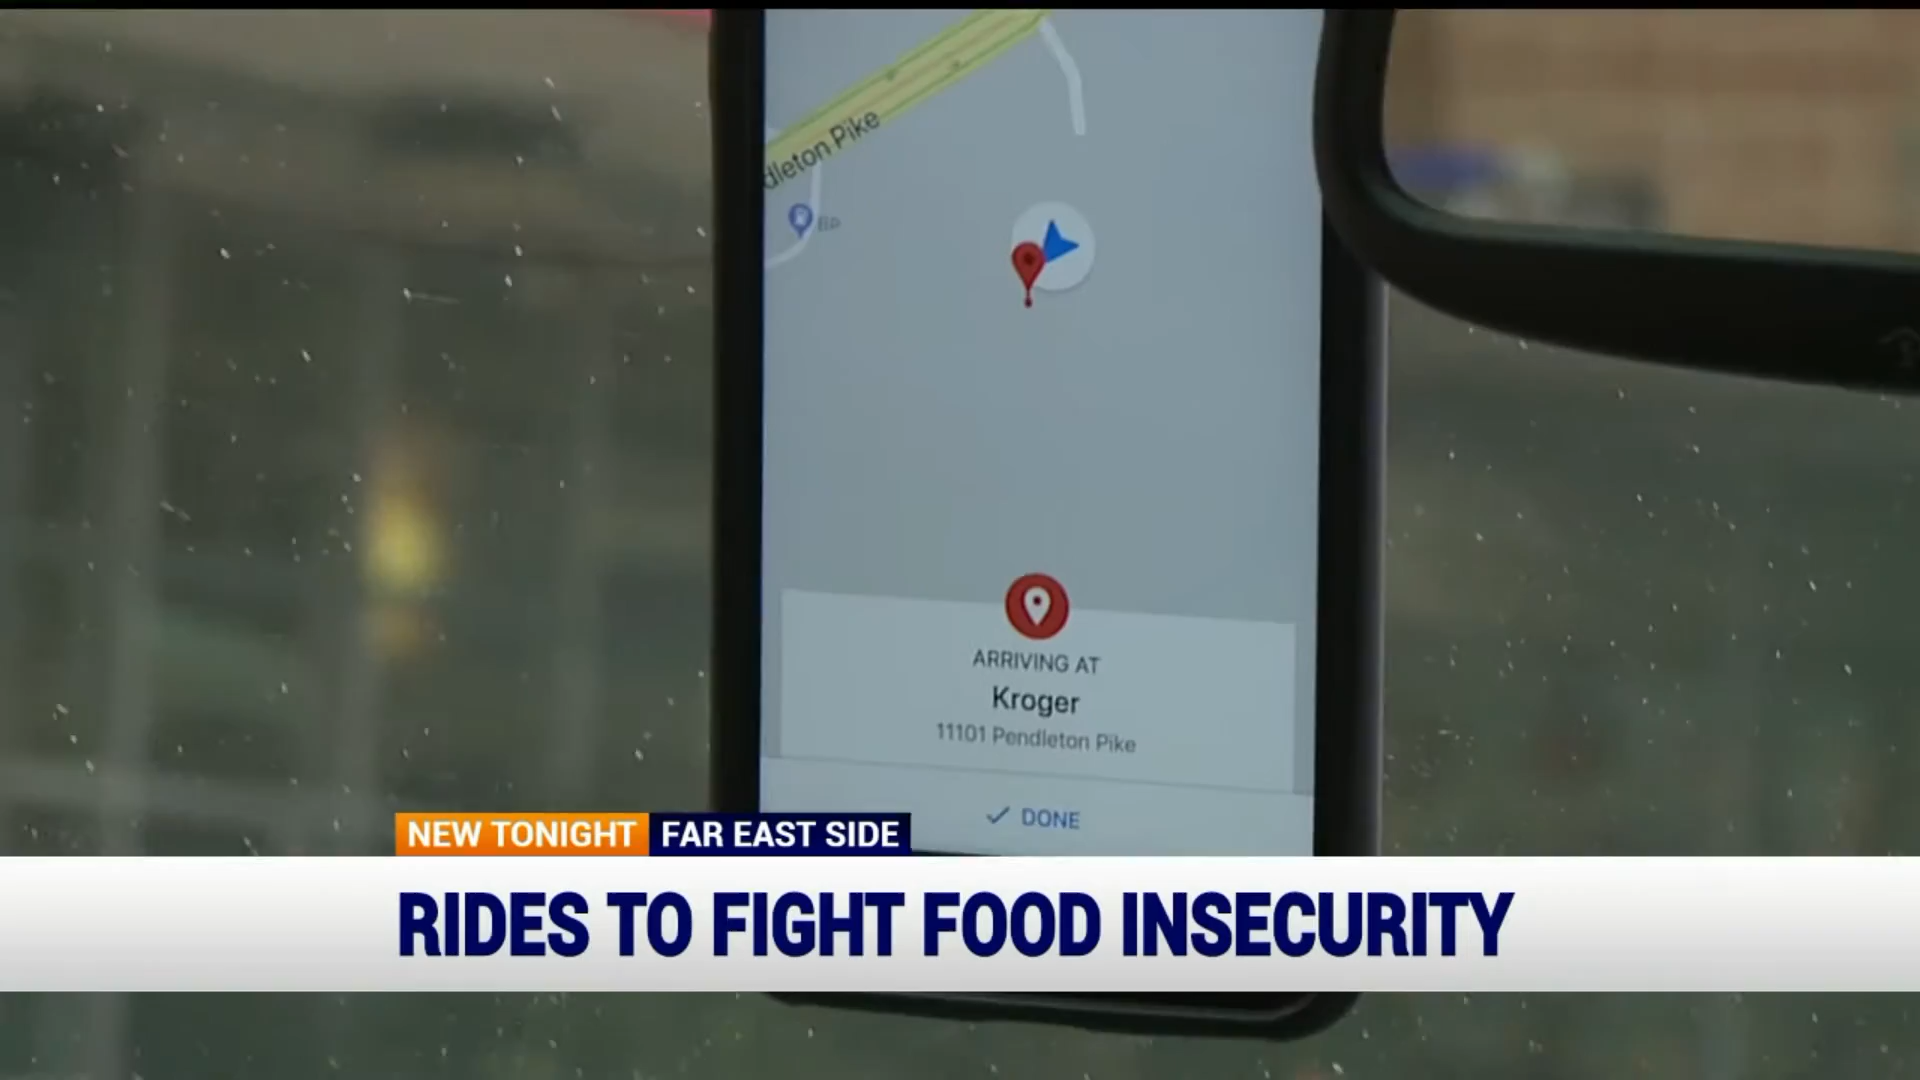 dleton Pike
Bp
ARRIVING AT
Kroger
11101 Pendleton Pike
DONE
NEW TONIGHT FAR EAST SIDE
RIDES TO FIGHT FOOD INSECURITY